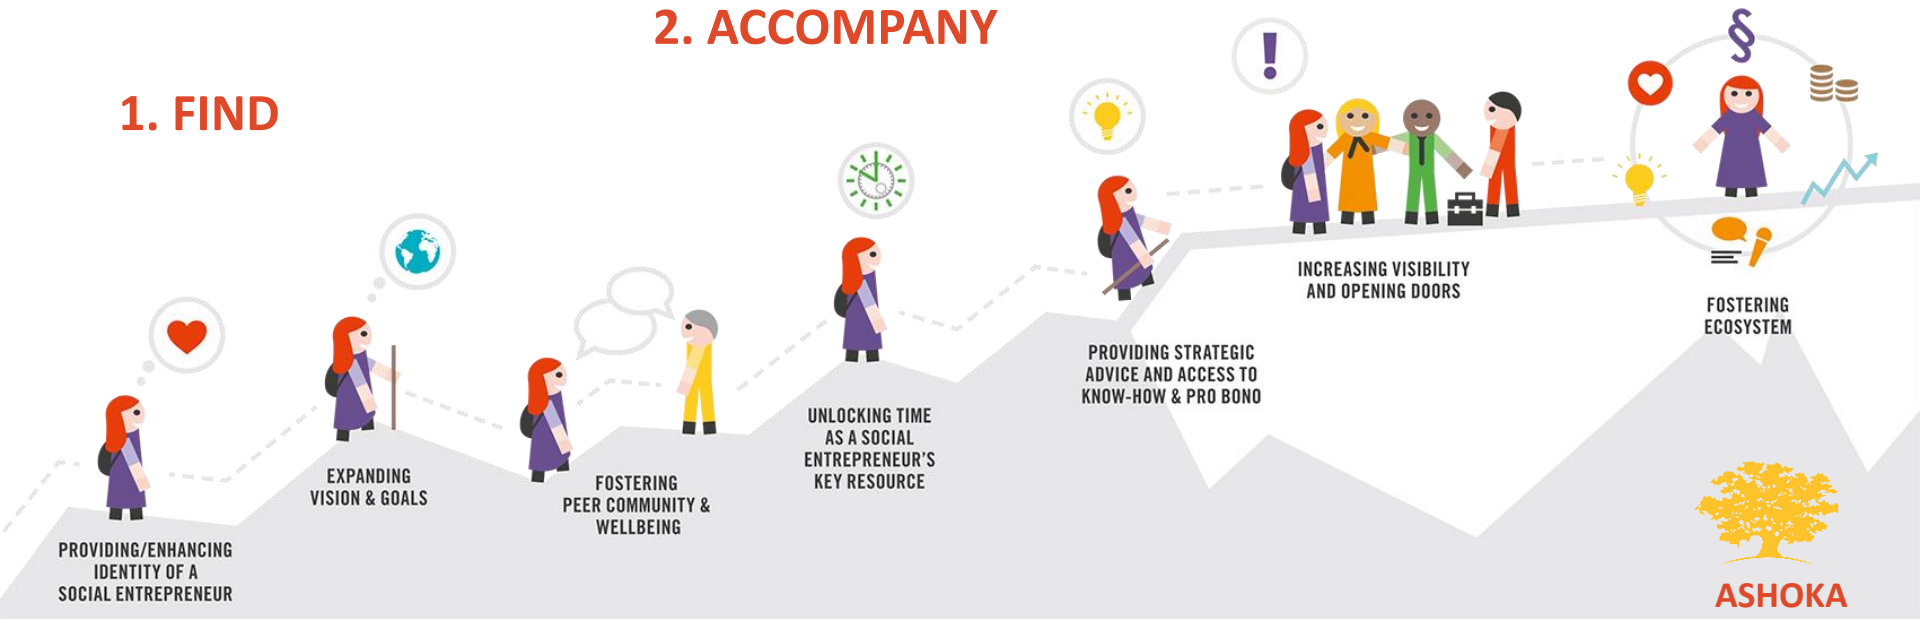 2. ACCOMPANY
1. FIND
PROVIDING/ENHANCING
IDENTITY OF A
SOCIAL ENTREPRENEUR
EXPANDING
VISION & GOALS
FOSTERING
PEER COMMUNITY &
WELLBEING
UNLOCKING TIME
AS A SOCIAL
ENTREPRENEUR'S
KEY RESOURCE
PROVIDING STRATEGIC
ADVICE AND ACCESS TO
KNOW-HOW & PRO BONO
!
INCREASING VISIBILITY
AND OPENING DOORS
§
FOSTERING
ECOSYSTEM
ASHOKA